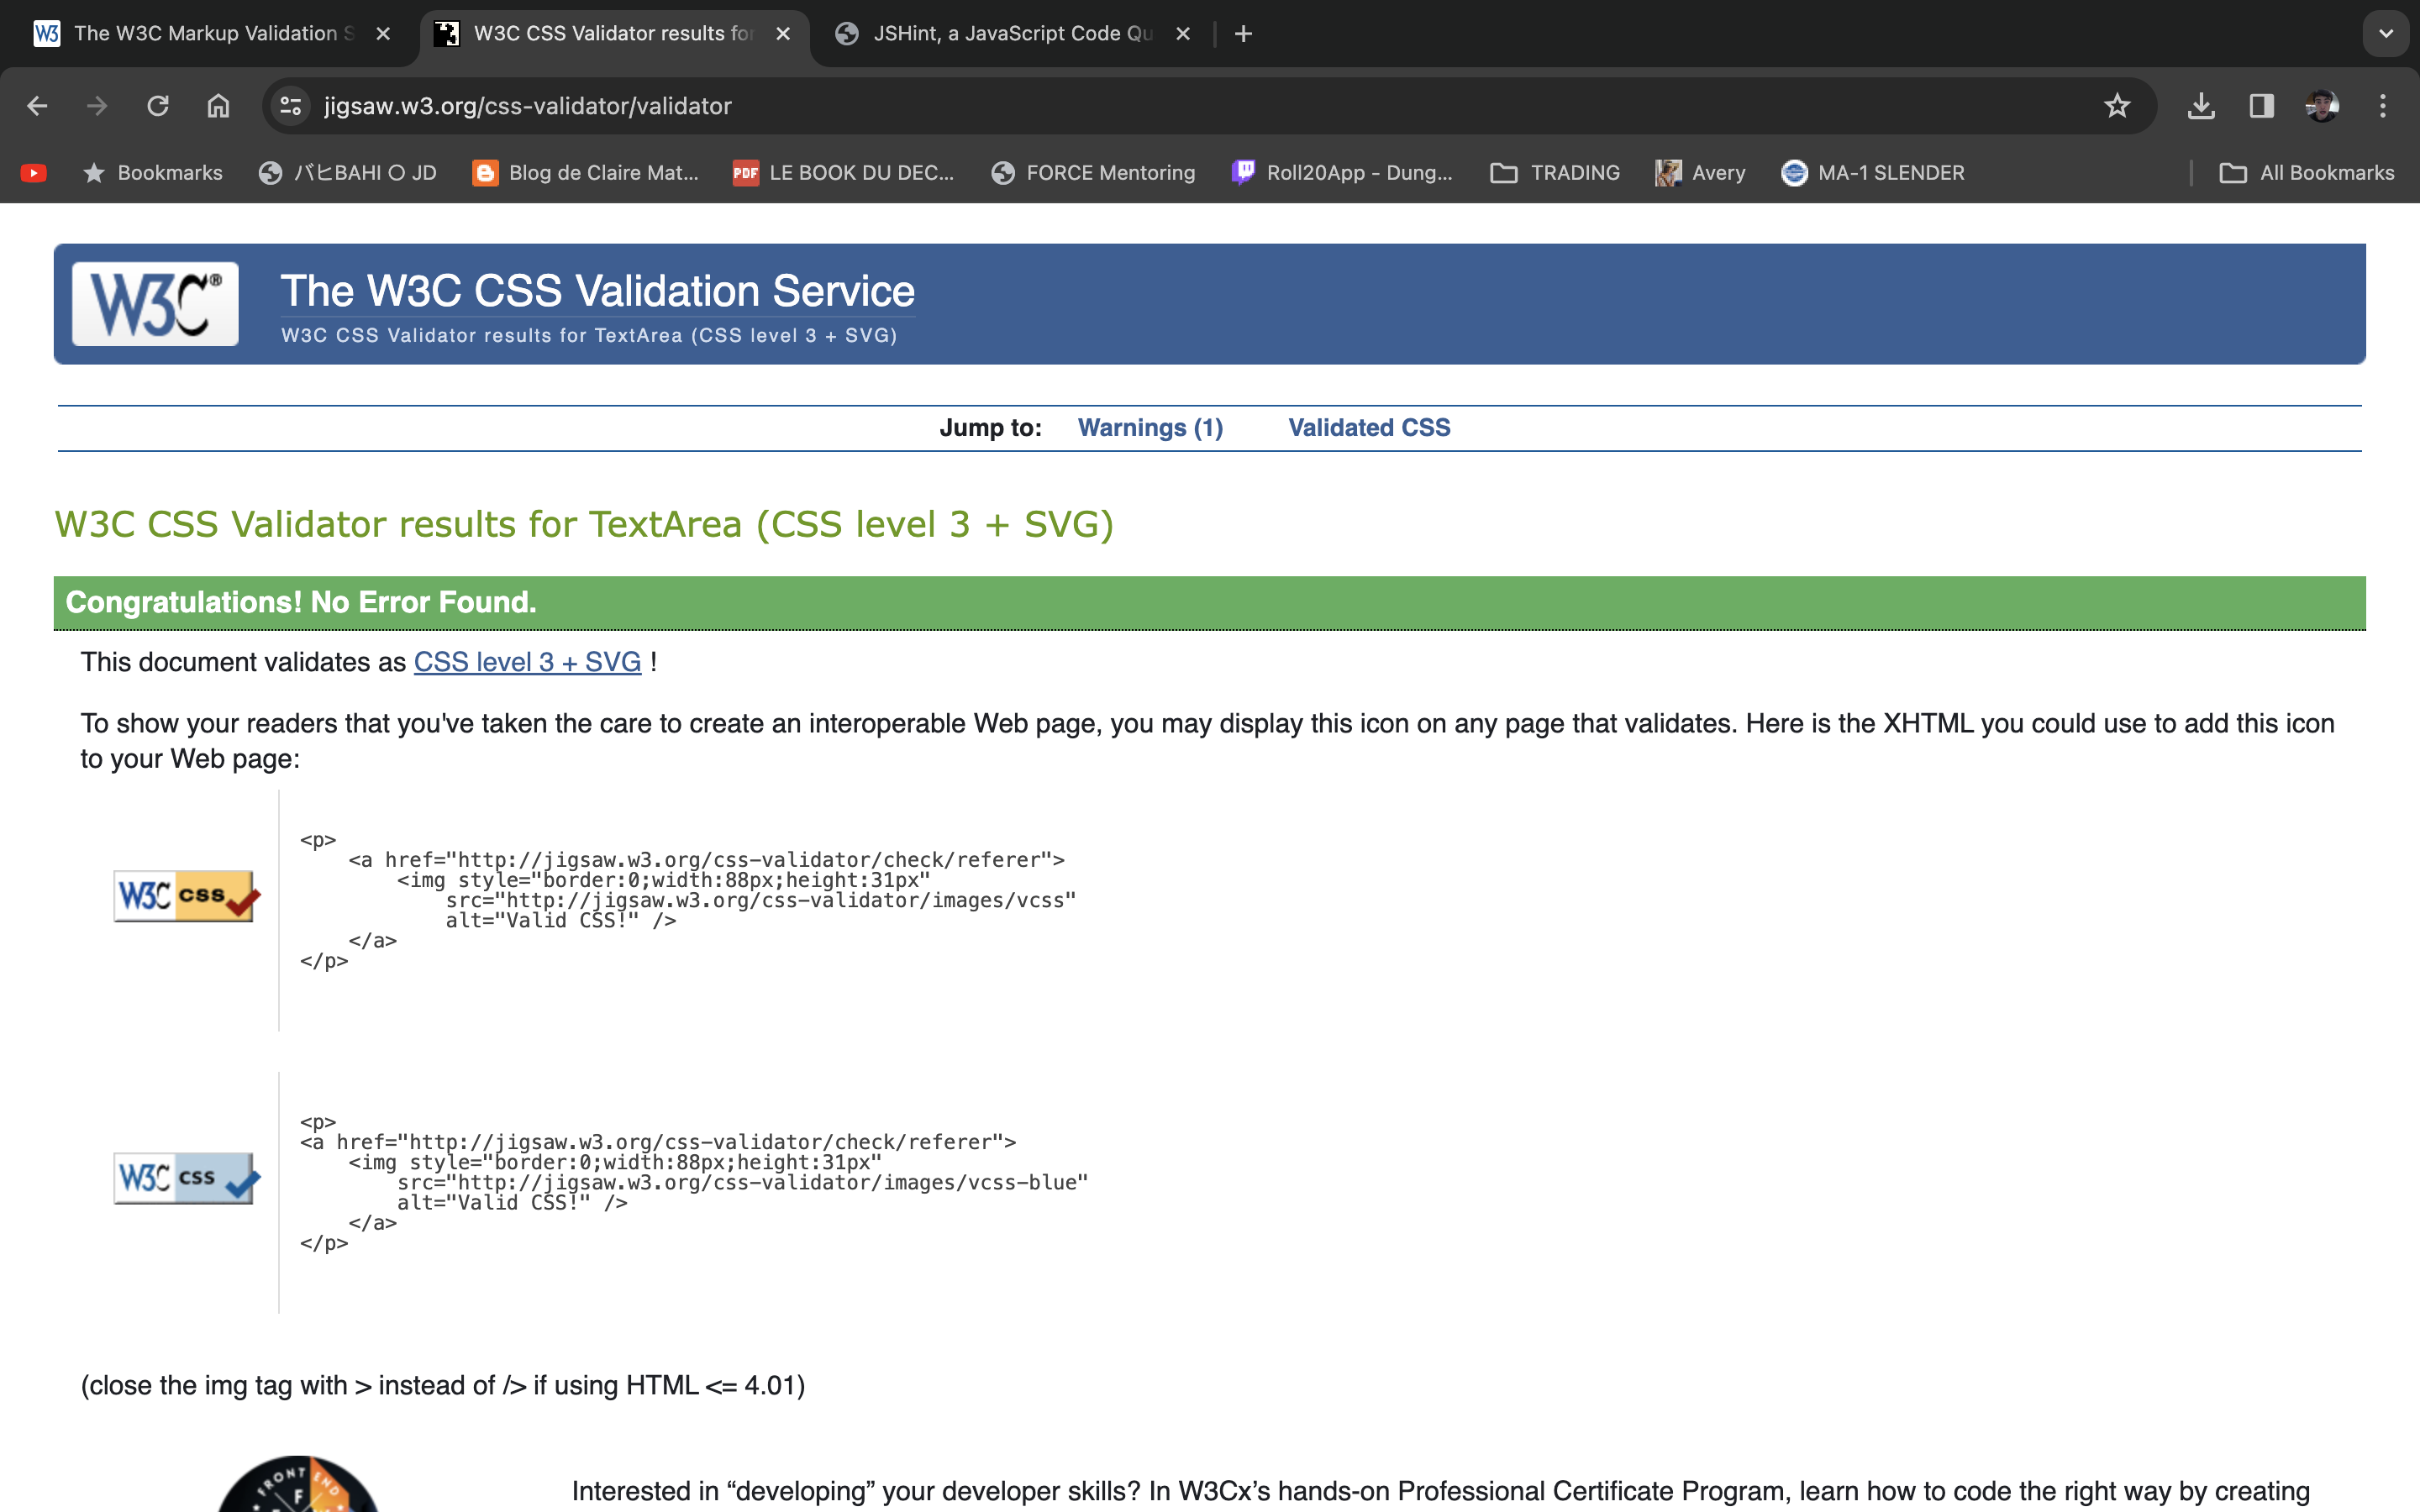 The W3C Markup Validation S
W3C CSS Validator results for
JSHint, a JavaScript Code Qu
jigsaw.w3.org/css-validator/validator
Bookmarks
バヒBAHI 〇 JD
Blog de Claire Mat...
PDF
LE BOOK DU DEC...
FORCE Mentoring
Roll20App - Dung...
TRADING
Avery
MA-1 SLENDER
All Bookmarks
W3C®
The W3C CSS Validation Service
W3C CSS Validator results for TextArea (CSS level 3 + SVG)
Jump to: Warnings (1) Validated CSS
W3C CSS Validator results for TextArea (CSS level 3 + SVG)
Congratulations! No Error Found.
This document validates as CSS level 3 + SVG !
To show your readers that you've taken the care to create an interoperable Web page, you may display this icon on any page that validates. Here is the XHTML you could use to add this icon
to your Web page:
W3C css
<p>
<a href="http://jigsaw.w3.org/css-validator/check/referer">
<img style="border:0;width:88px;height:31px"
src="http://jigsaw.w3.org/css-validator/images/vcss"
alt="Valid CSS!" />
</a>
</p>
W3C css
<p>
<a href="http://jigsaw.w3.org/css-validator/check/referer">
<img style="border:0;width:88px;height:31px"
src="http://jigsaw.w3.org/css-validator/images/vcss-blue"
alt="Valid CSS!" />
</a>
</p>
(close the img tag with > instead of /> if using HTML <= 4.01)
FRONT END
F
Interested in “developing” your developer skills? In W3Cx’s hands-on Professional Certificate Program, learn how to code the right way by creating